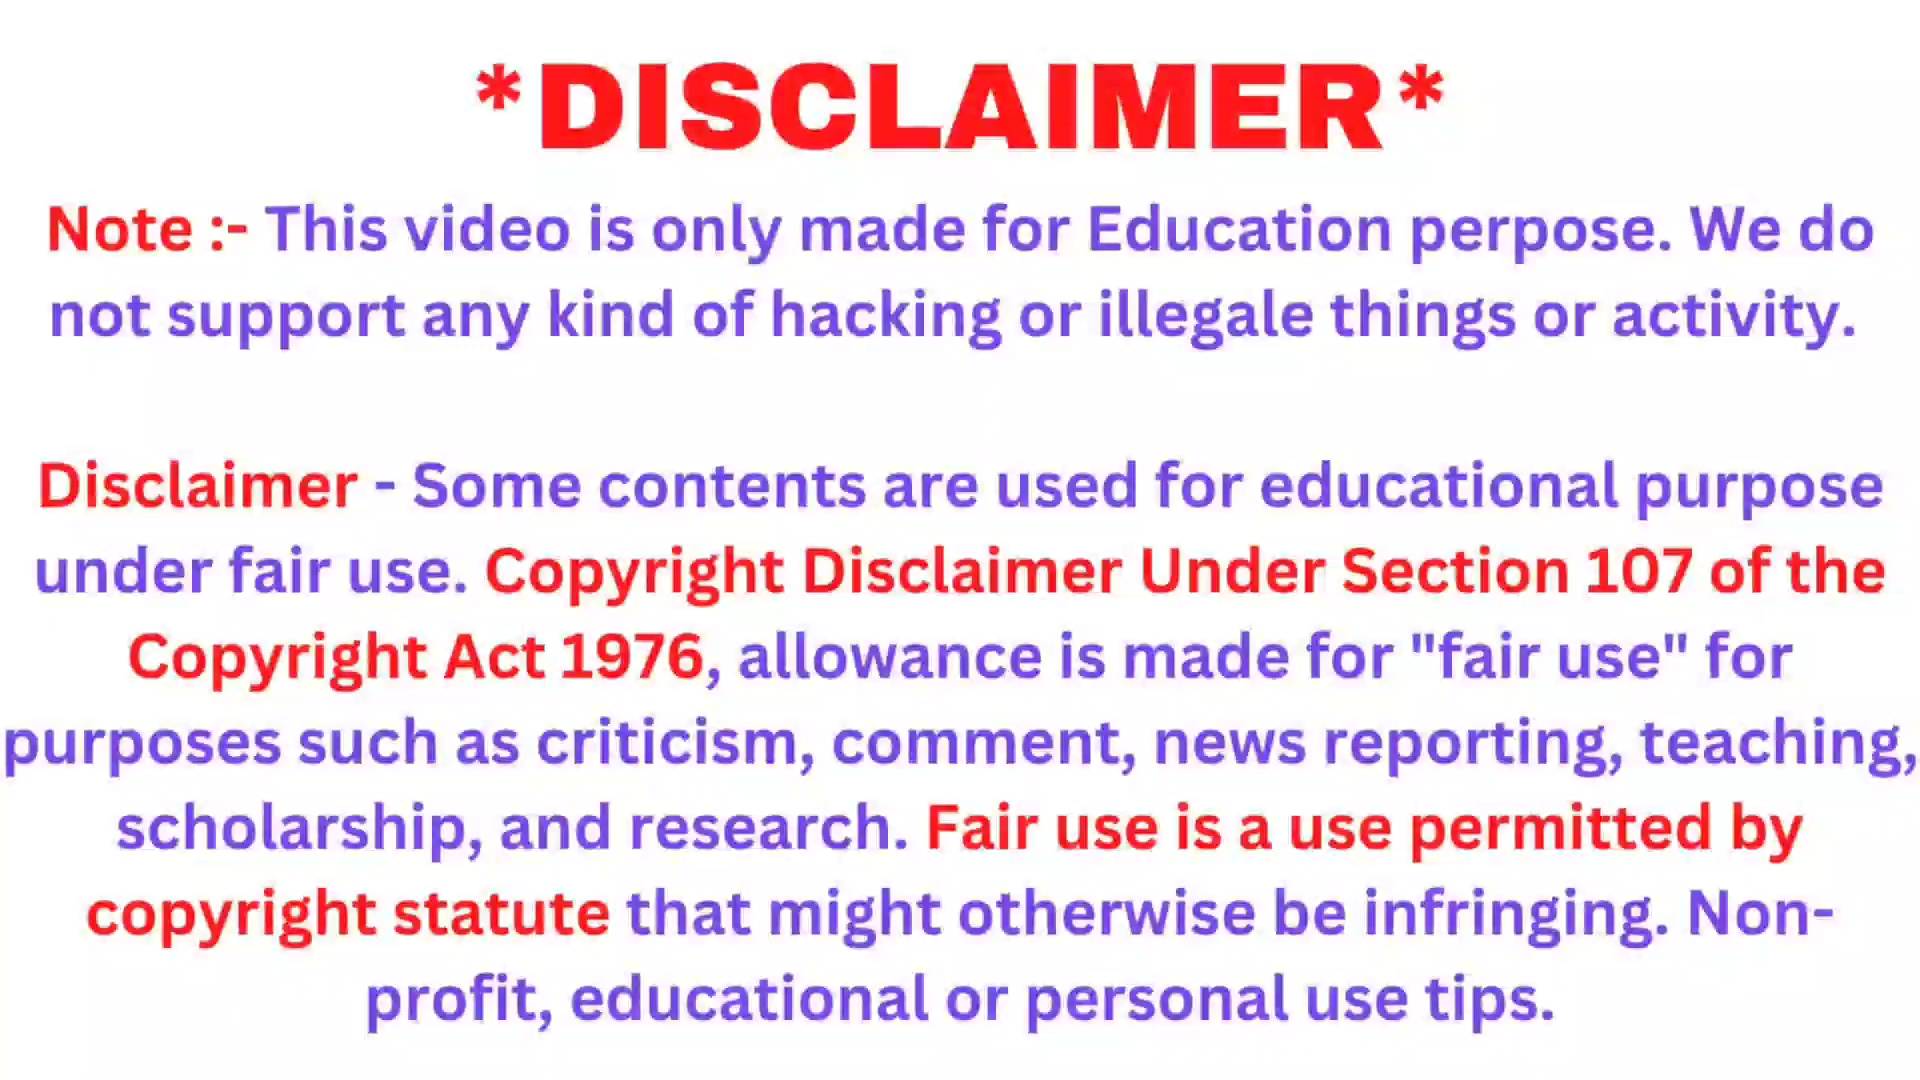 *DISCLAIMER*
Note :- This video is only made for Education perpose. We do
not support any kind of hacking or illegale things or activity.
Disclaimer - Some contents are used for educational purpose
under fair use. Copyright Disclaimer Under Section 107 of the
Copyright Act 1976, allowance is made for "fair use" for
purposes such as criticism, comment, news reporting, teaching,
scholarship, and research. Fair use is a use permitted by
copyright statute that might otherwise be infringing. Non-
profit, educational or personal use tips.